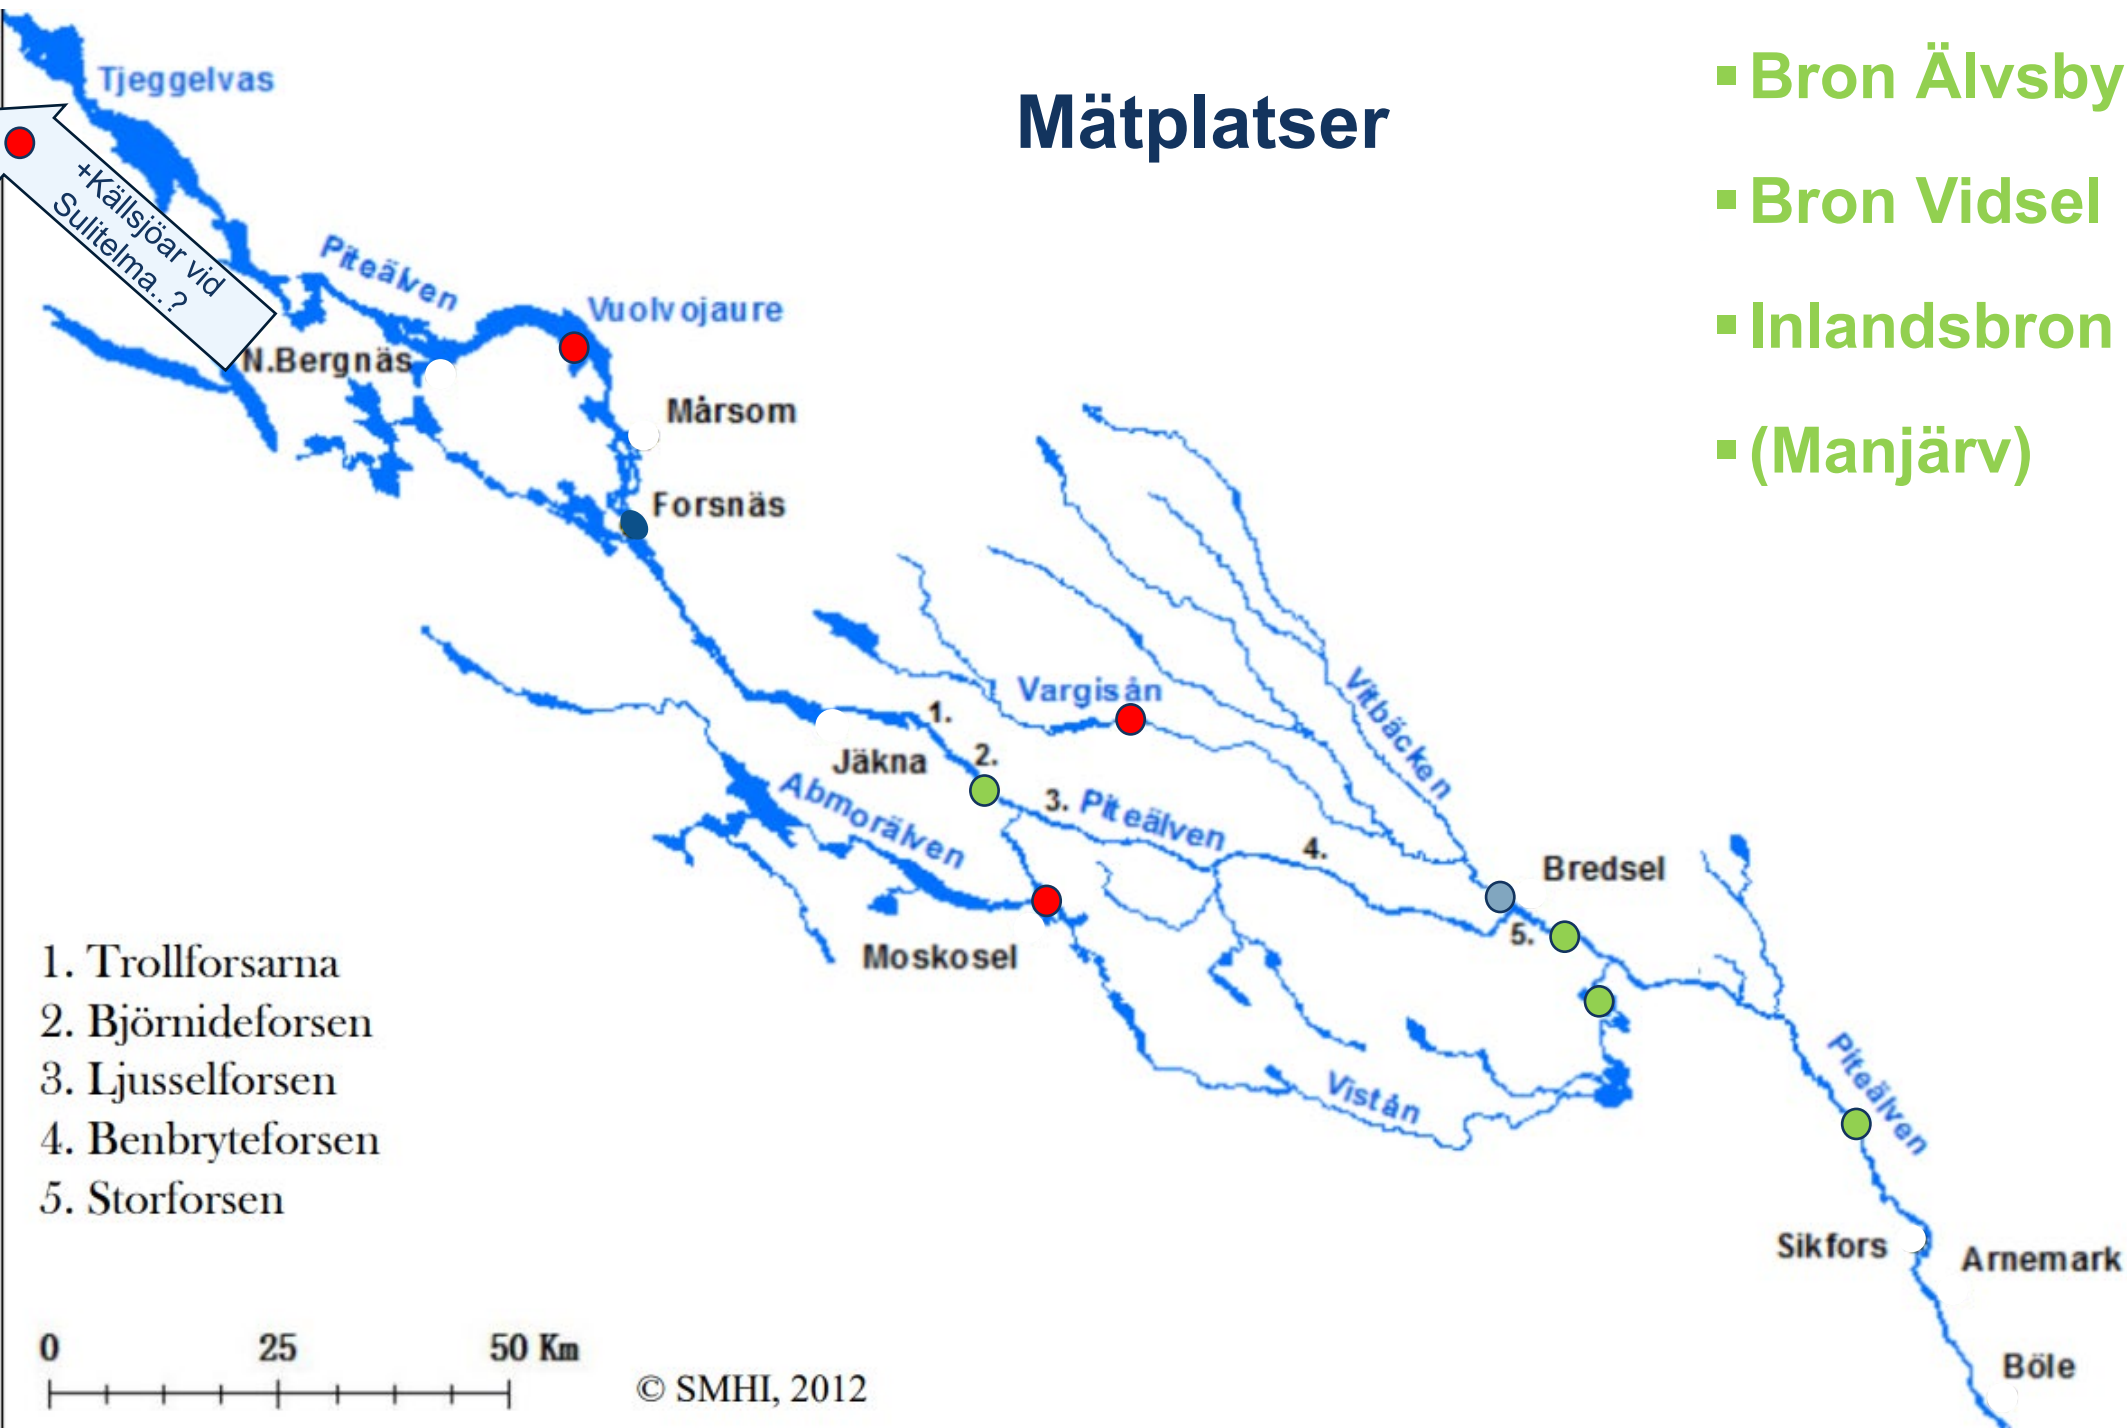 Mätplatser
▪ Bron Älvsby
▪ Bron Vidsel
▪ Inlandsbron
▪ (Manjärv)
Tjeggelvas
+Källsjöar vid
Sulitelma..?
Piteälven
Vuolvojaure
N.Bergnäs
Mårsom
Forsnäs
Vargisån
Vitbäcken
1.
2.
Jäkna
3.
Piteälven
Abmorälven
4.
Bredsel
5.
Moskosel
Piteälven
Vistån
Sikfors
Arnemark
Böle
1. Trollforsarna
2. Björnideforsen
3. Ljusselforsen
4. Benbryteforsen
5. Storforsen
0 25 50 Km
© SMHI, 2012